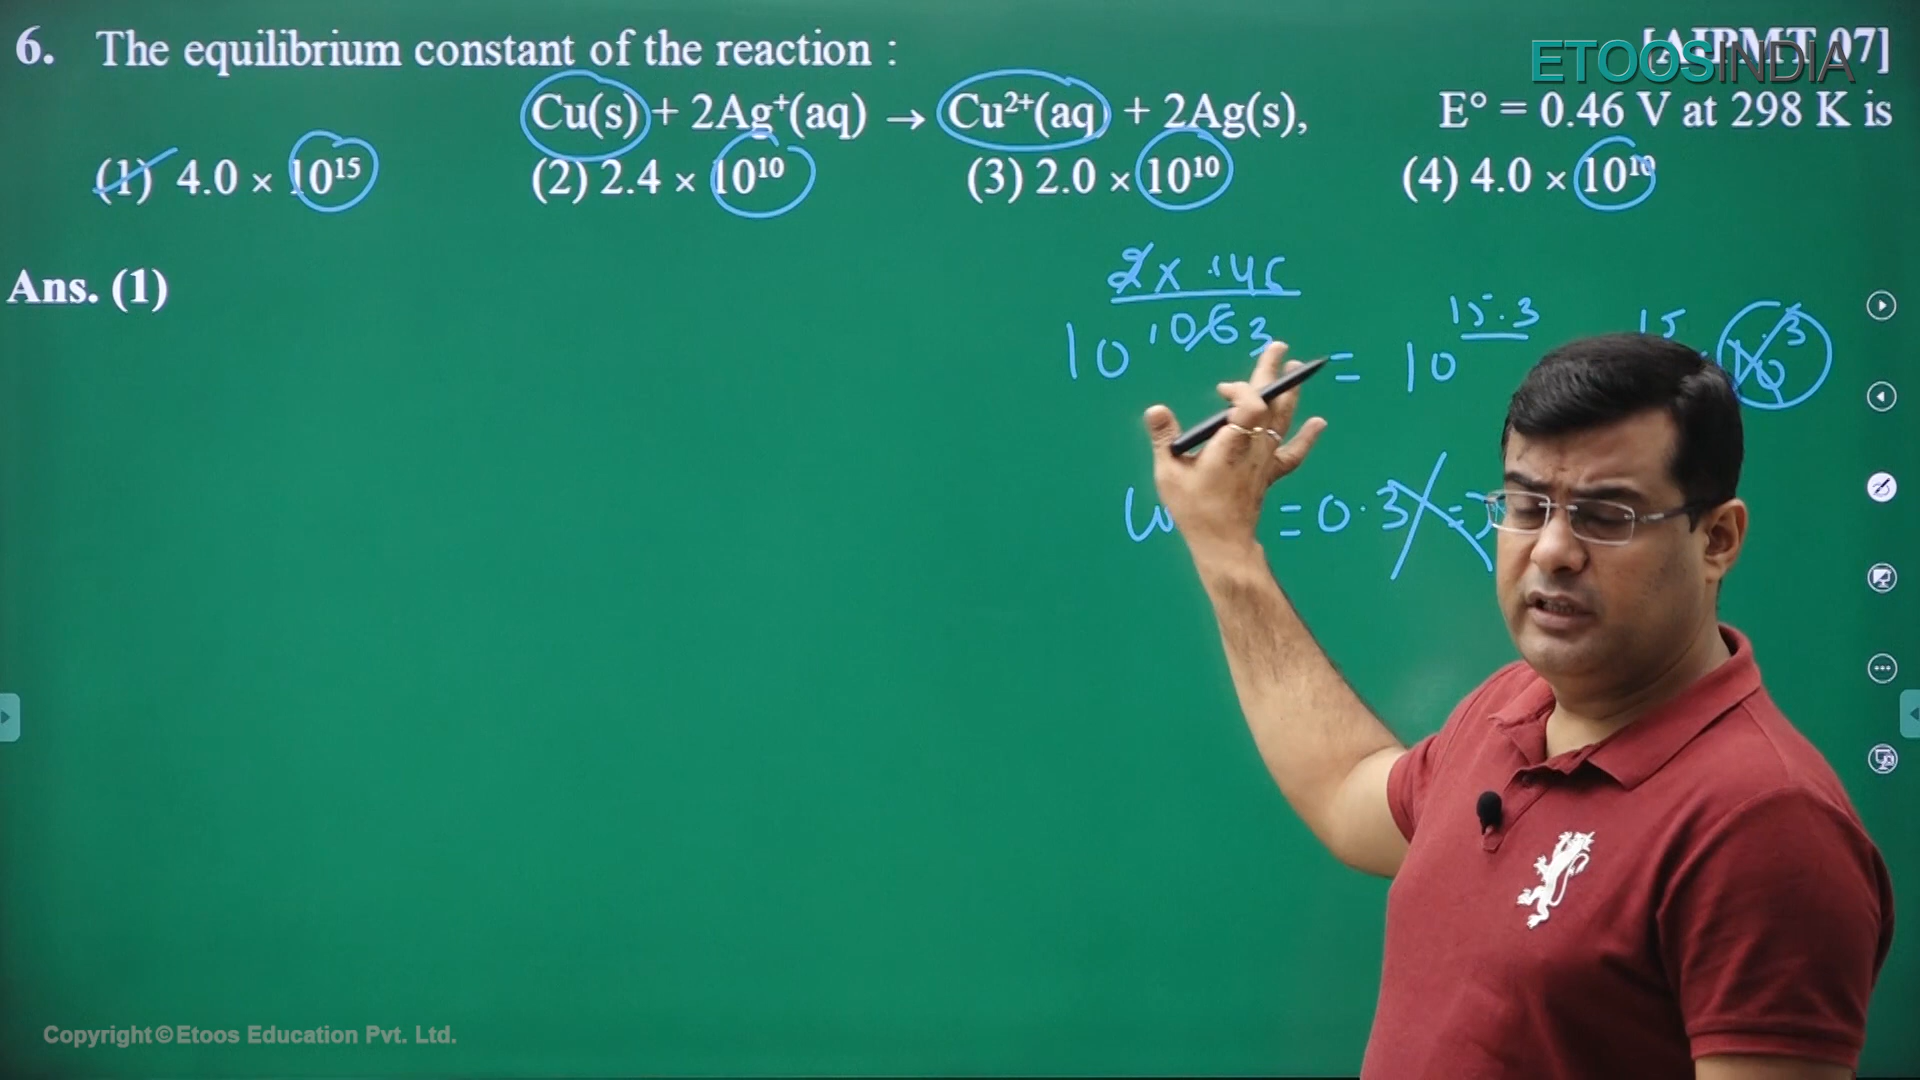 6. The equilibrium constant of the reaction : [AIPMT 07]
ETOOSINDIA
Cu(s) + 2Ag⁺(aq) → Cu²⁺(aq) + 2Ag(s), E° = 0.46 V at 298 K is
(1) 4.0 × 10¹⁵ (2) 2.4 × 10¹⁰ (3) 2.0 × 10¹⁰ (4) 4.0 × 10¹⁰
Ans. (1)
2 x .46
10 = 10 15.3 15
= 0.3
Copyright © Etoos Education Pvt. Ltd.